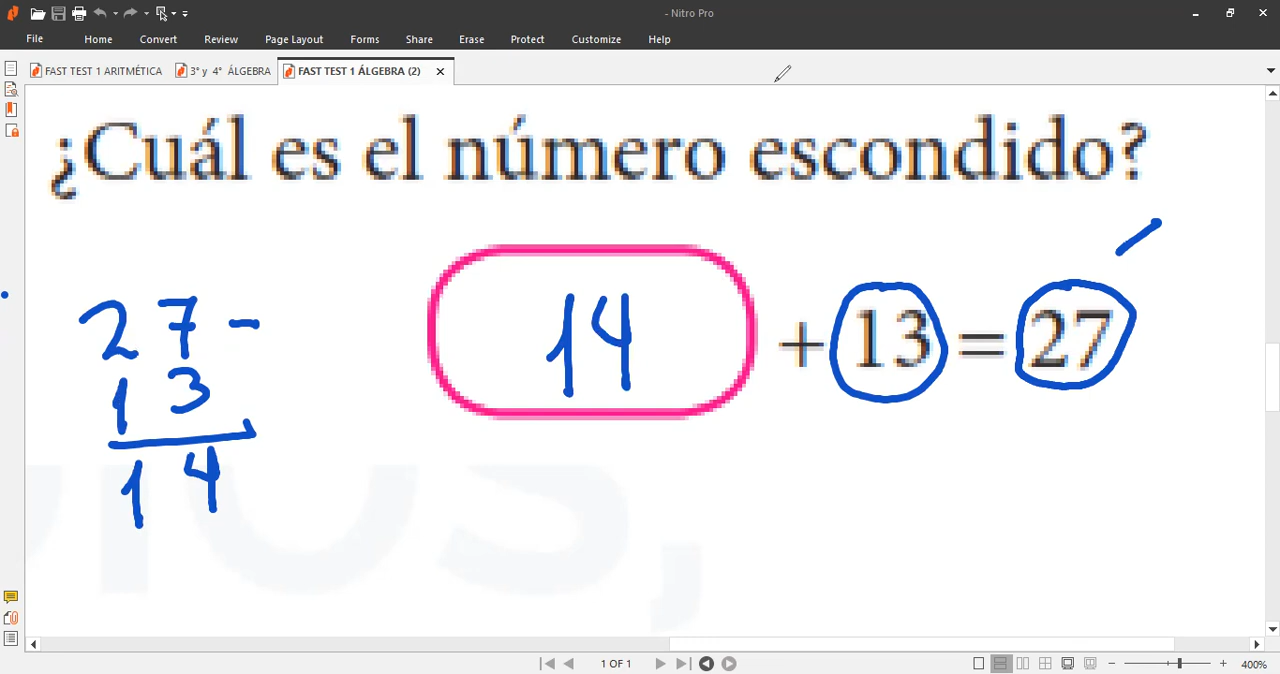 - Nitro Pro
File Home Convert Review Page Layout Forms Share Erase Protect Customize Help
FAST TEST 1 ARITMÉTICA 3° y 4° ÁLGEBRA FAST TEST 1 ÁLGEBRA (2)
¿Cuál es el número escondido?
14 + 13 = 27
27 -
13
14
1 OF 1 400%